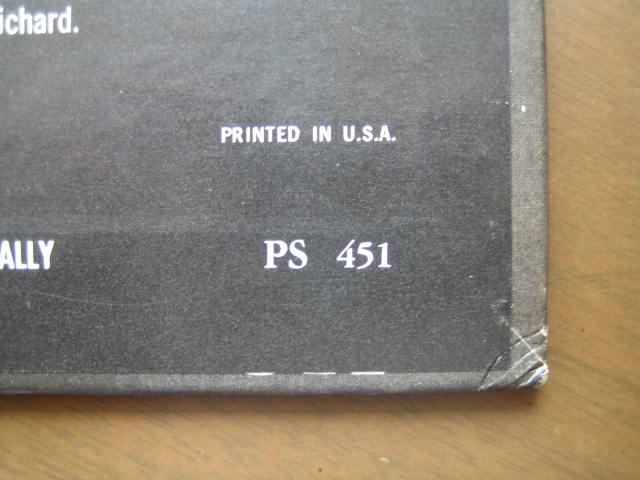 ichard.
PRINTED IN U.S.A.
ALLY
PS 451